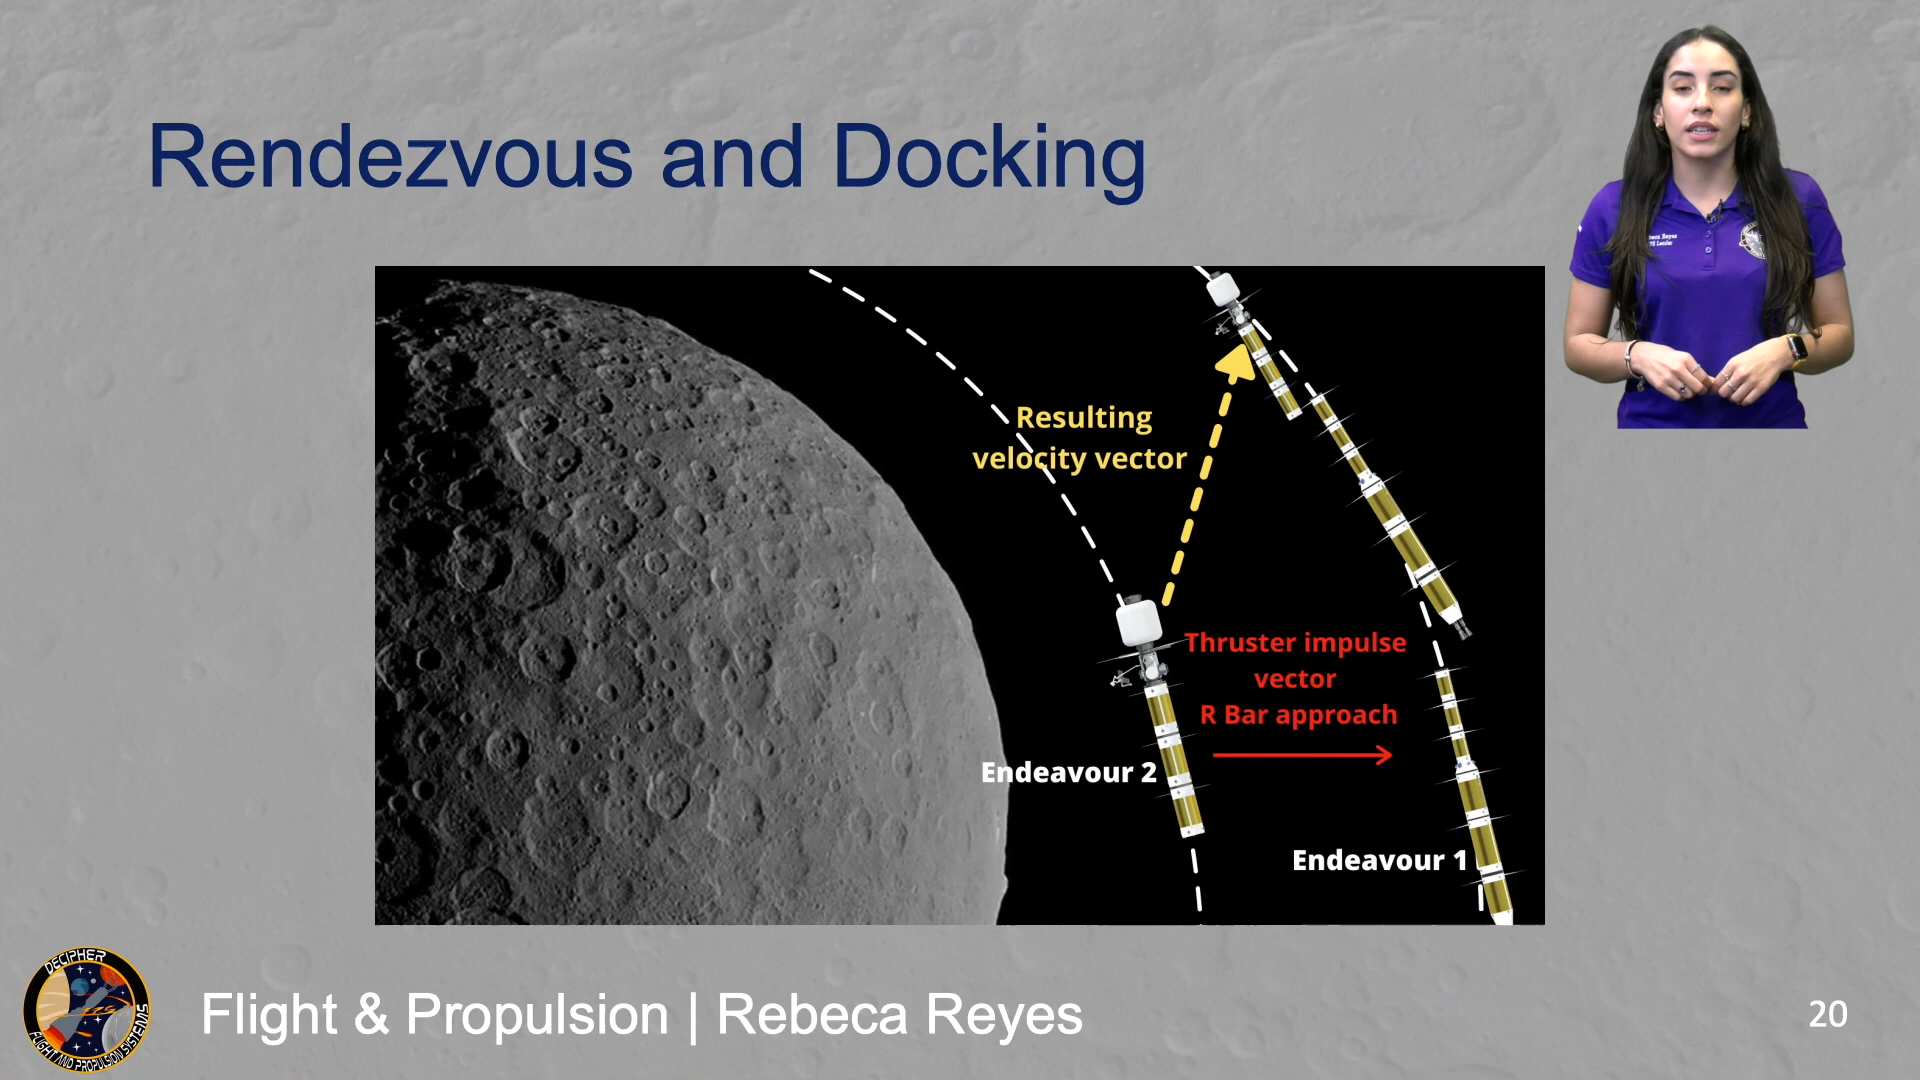 Rendezvous and Docking
Resulting
velocity vector
Thruster impulse
vector
R Bar approach
Endeavour 2
Endeavour 1
DECIPHER
FLIGHT AND PROPULSION SYSTEMS
Flight & Propulsion | Rebeca Reyes
20